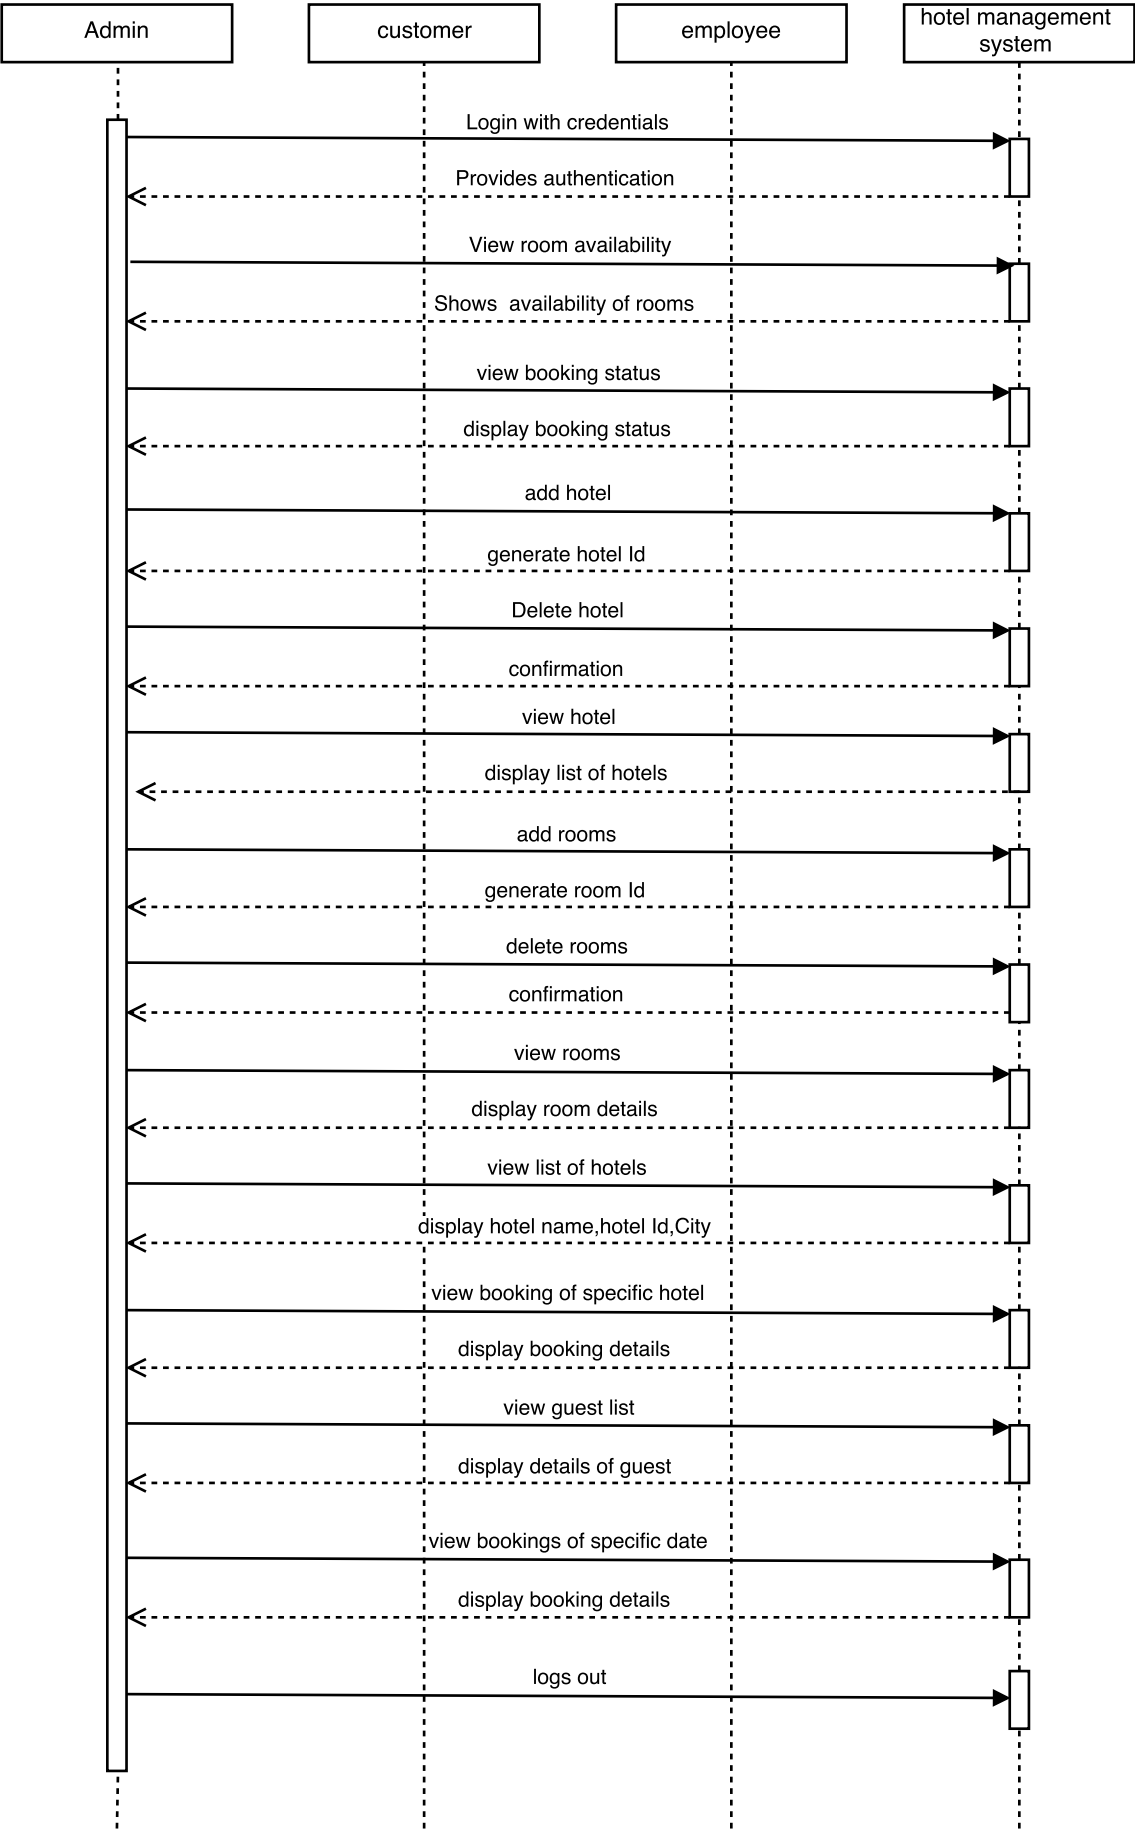 Admin
customer
employee
hotel management
system
Login with credentials
Provides authentication
View room availability
Shows  availability of rooms
view booking status
display booking status
add hotel
generate hotel Id
Delete hotel
confirmation
view hotel
display list of hotels
add rooms
generate room Id
delete rooms
confirmation
view rooms
display room details
view list of hotels
display hotel name,hotel Id,City
view booking of specific hotel
display booking details
view guest list
display details of guest
view bookings of specific date
display booking details
logs out